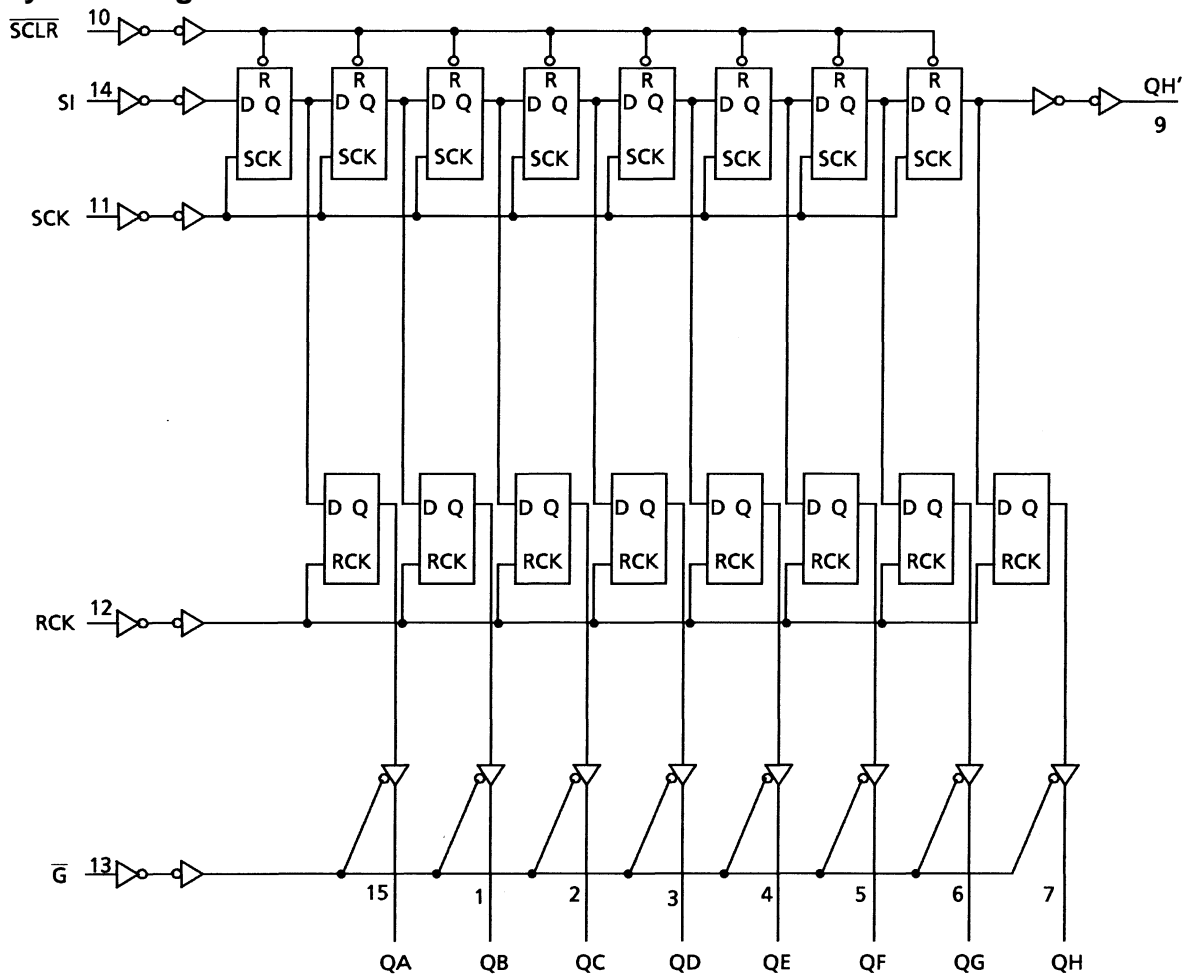 SCLR 10
R R R R R R R R
SI 14 D Q D Q D Q D Q D Q D Q D Q D Q QH' 9
SCK SCK SCK SCK SCK SCK SCK SCK
SCK 11
D Q D Q D Q D Q D Q D Q D Q D Q
RCK RCK RCK RCK RCK RCK RCK RCK
RCK 12
G 13
15 1 2 3 4 5 6 7
QA QB QC QD QE QF QG QH